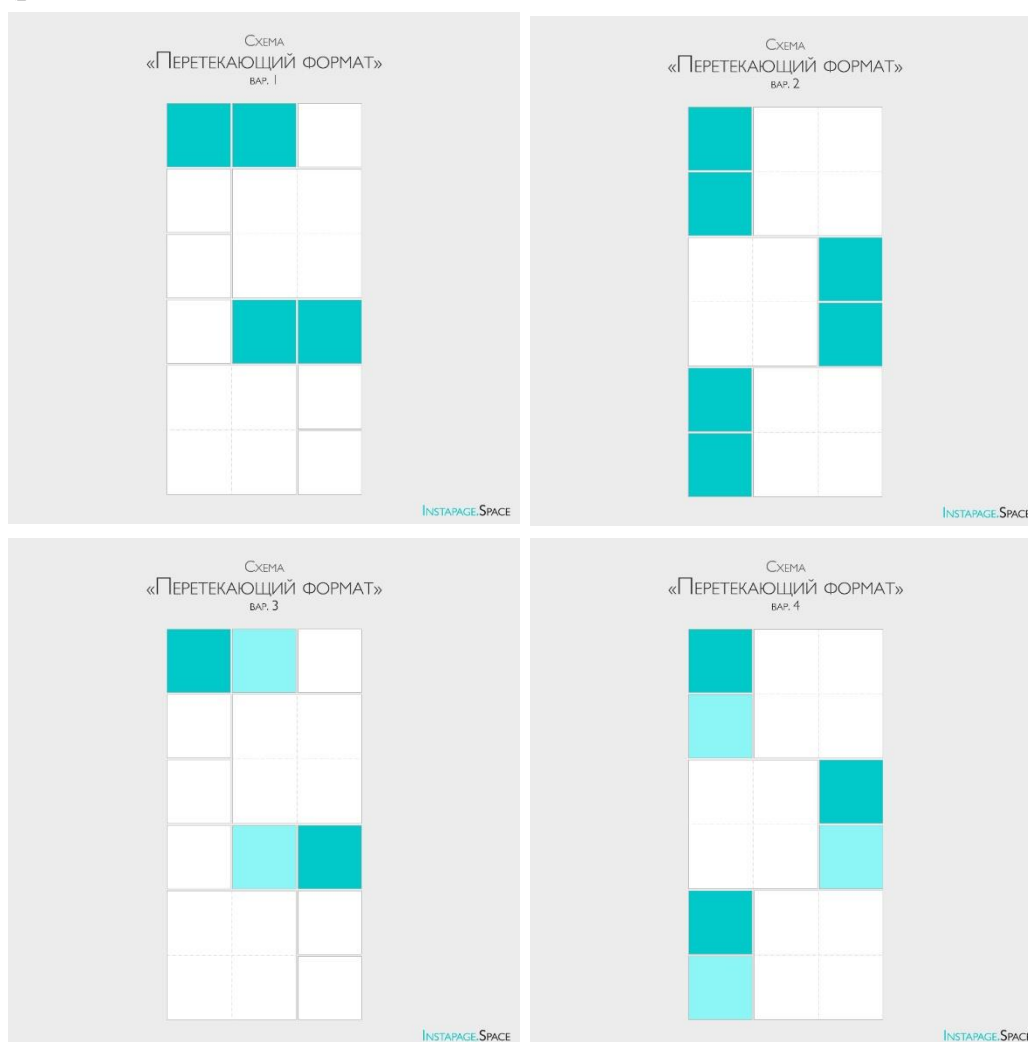 Схема
«Перетекающий формат»
вар. 1
Instapage.Space
Схема
«Перетекающий формат»
вар. 2
Instapage.Space
Схема
«Перетекающий формат»
вар. 3
Instapage.Space
Схема
«Перетекающий формат»
вар. 4
Instapage.Space